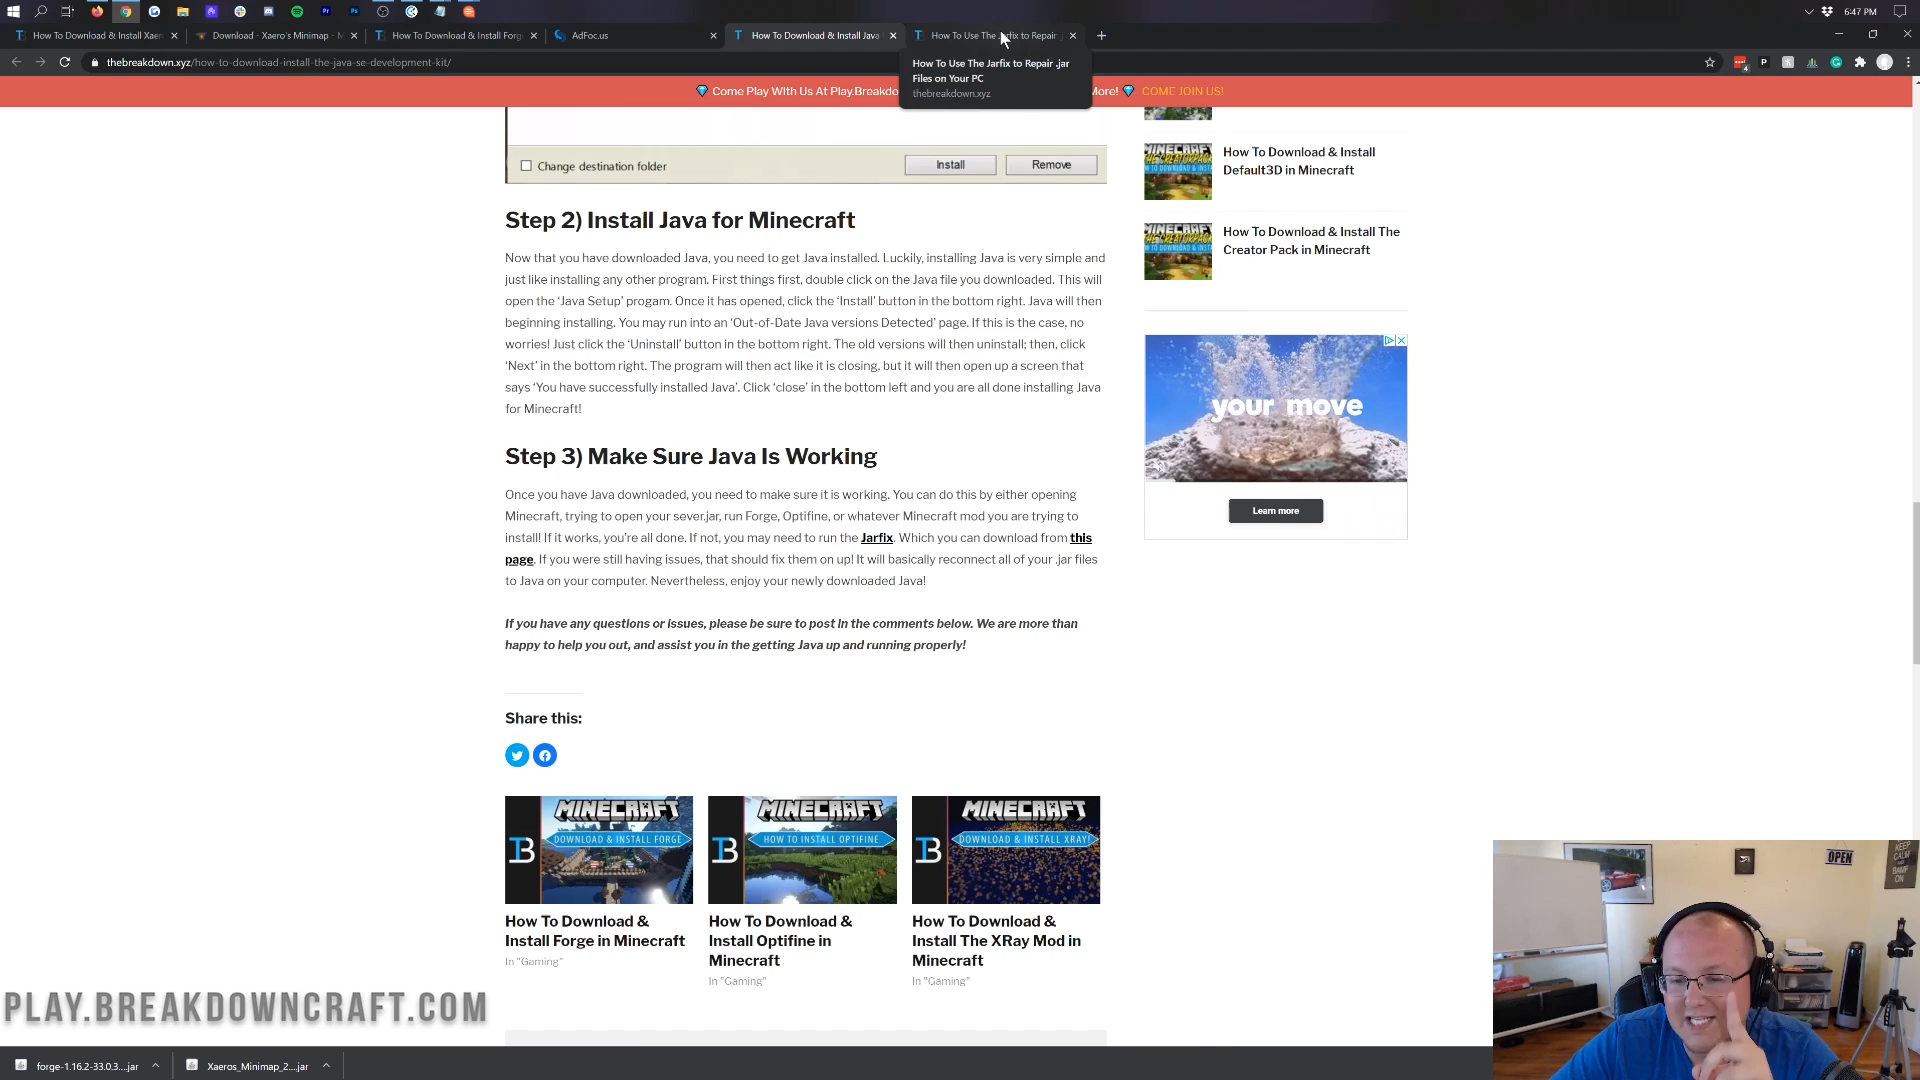 6:47 PM
How To Download & Install Xaer
Download - Xaero's Minimap - M
How To Download & Install Forg
AdFoc.us
How To Download & Install Java
How To Use The Jarfix to Repair .j
thebreakdown.xyz/how-to-download-install-the-java-se-development-kit/
How To Use The Jarfix to Repair .jar
Files on Your PC
thebreakdown.xyz
Come Play With Us At Play.Breakdo
More!
COME JOIN US!
Change destination folder
Install
Remove
Step 2) Install Java for Minecraft
Now that you have downloaded Java, you need to get Java installed. Luckily, installing Java is very simple and
just like installing any other program. First things first, double click on the Java file you downloaded. This will
open the ‘Java Setup’ progam. Once it has opened, click the ‘Install’ button in the bottom right. Java will then
beginning installing. You may run into an ‘Out-of-Date Java versions Detected’ page. If this is the case, no
worries! Just click the ‘Uninstall’ button in the bottom right. The old versions will then uninstall; then, click
‘Next’ in the bottom right. The program will then act like it is closing, but it will then open up a screen that
says ‘You have successfully installed Java’. Click ‘close’ in the bottom left and you are all done installing Java
for Minecraft!
Step 3) Make Sure Java Is Working
Once you have Java downloaded, you need to make sure it is working. You can do this by either opening
Minecraft, trying to open your sever.jar, run Forge, Optifine, or whatever Minecraft mod you are trying to
install! If it works, you’re all done. If not, you may need to run the Jarfix. Which you can download from this
page. If you were still having issues, that should fix them on up! It will basically reconnect all of your .jar files
to Java on your computer. Nevertheless, enjoy your newly downloaded Java!
If you have any questions or issues, please be sure to post in the comments below. We are more than
happy to help you out, and assist you in the getting Java up and running properly!
Share this:
MINECRAFT
DOWNLOAD & INSTALL FORGE
How To Download &
Install Forge in Minecraft
In "Gaming"
MINECRAFT
HOW TO INSTALL OPTIFINE
How To Download &
Install Optifine in
Minecraft
In "Gaming"
MINECRAFT
DOWNLOAD & INSTALL XRAY!
How To Download &
Install The XRay Mod in
Minecraft
In "Gaming"
How To Download & Install
Default3D in Minecraft
How To Download & Install The
Creator Pack in Minecraft
your move
Learn more
OPEN
KEEP
CALM
AND
BAMF
ON
PLAY.BREAKDOWNCRAFT.COM
forge-1.16.2-33.0.3....jar
Xaeros_Minimap_2....jar